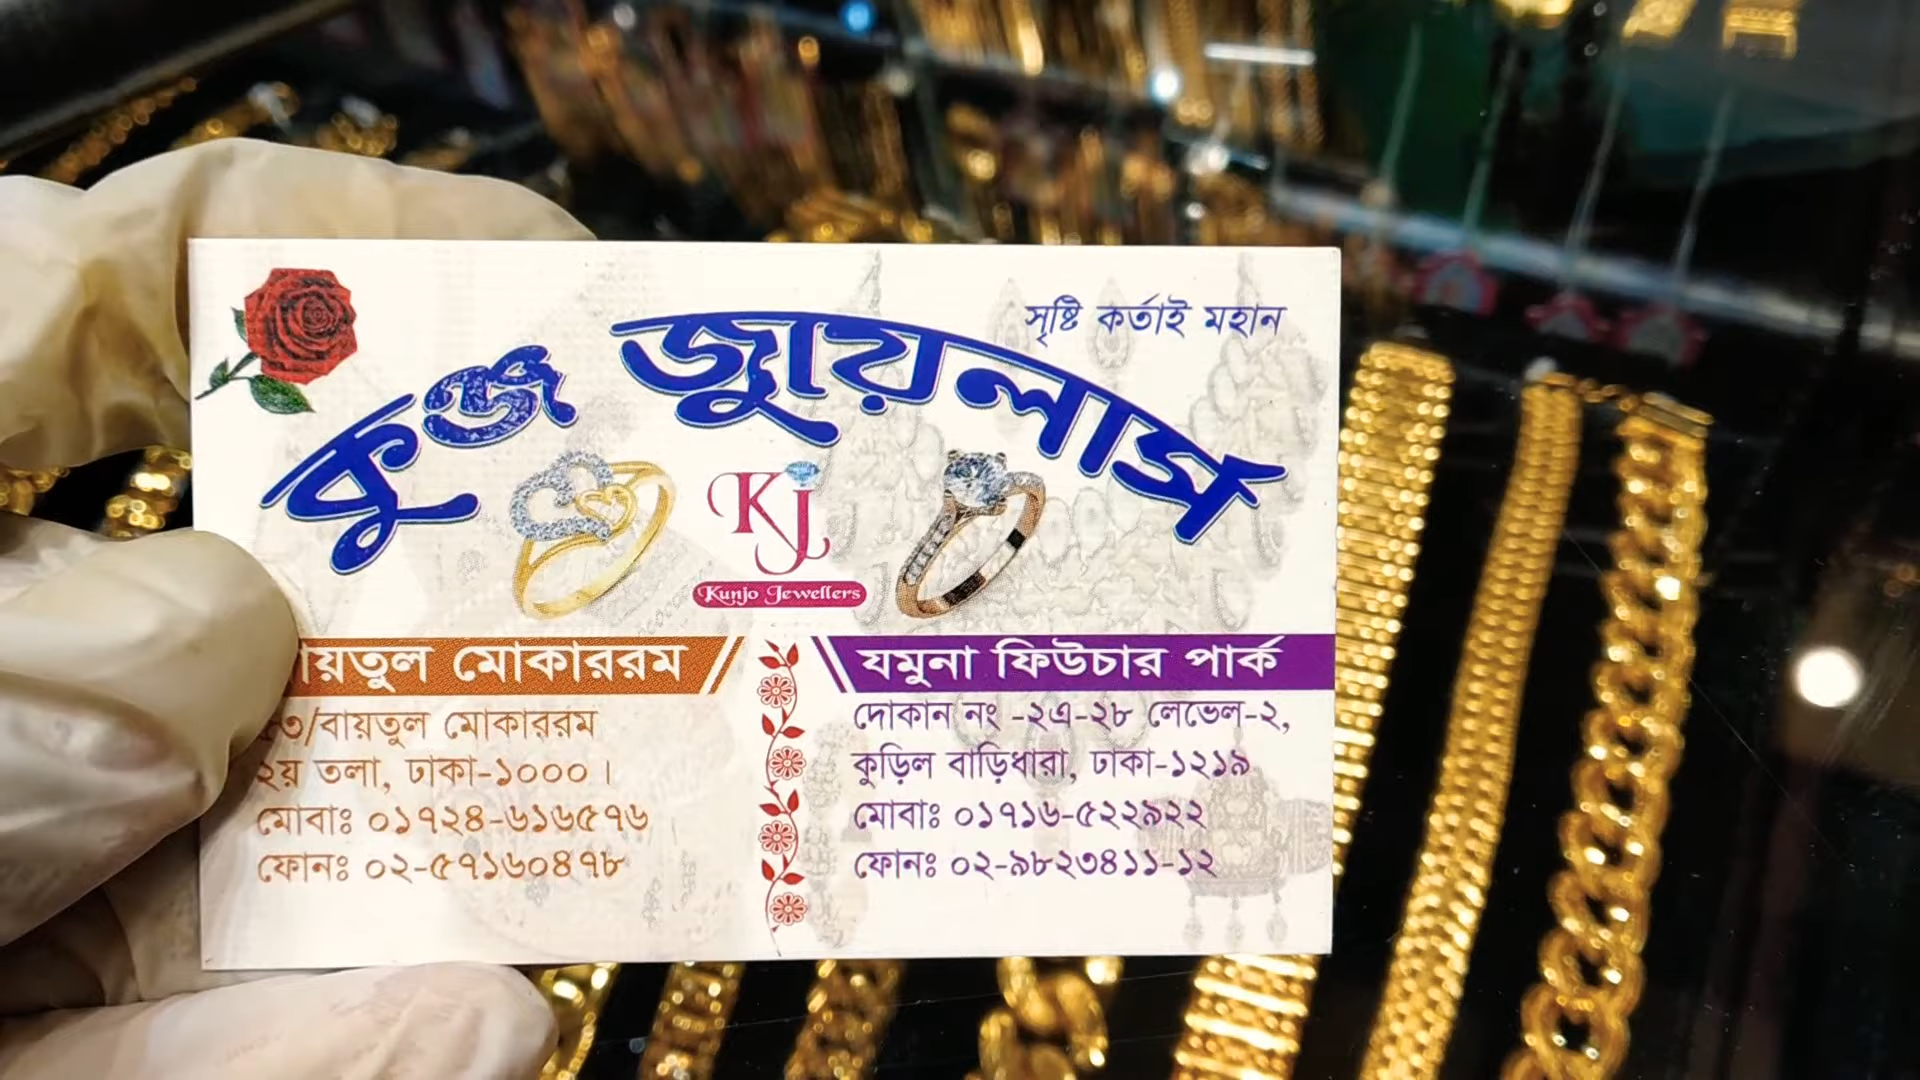 সৃষ্টি কর্তাই মহান
কুঞ্জ জুয়লার্স
KJ
Kunjo Jewellers
মোকাররম
৩/বায়তুল মোকাররম
২য় তলা, ঢাকা-১০০০।
মোবাঃ ০১৭২৪-৬১৬৫৭৬
ফোনঃ ০২-৫৭১৬০৪৭৮
যমুনা ফিউচার পার্ক
দোকান নং -২এ-২৮ লেভেল-২,
কুড়িল বাড়িধারা, ঢাকা-১২১৯
মোবাঃ ০১৭১৬-৫২২৯২২
ফোনঃ ০২-৯৮২৩৪১১-১২